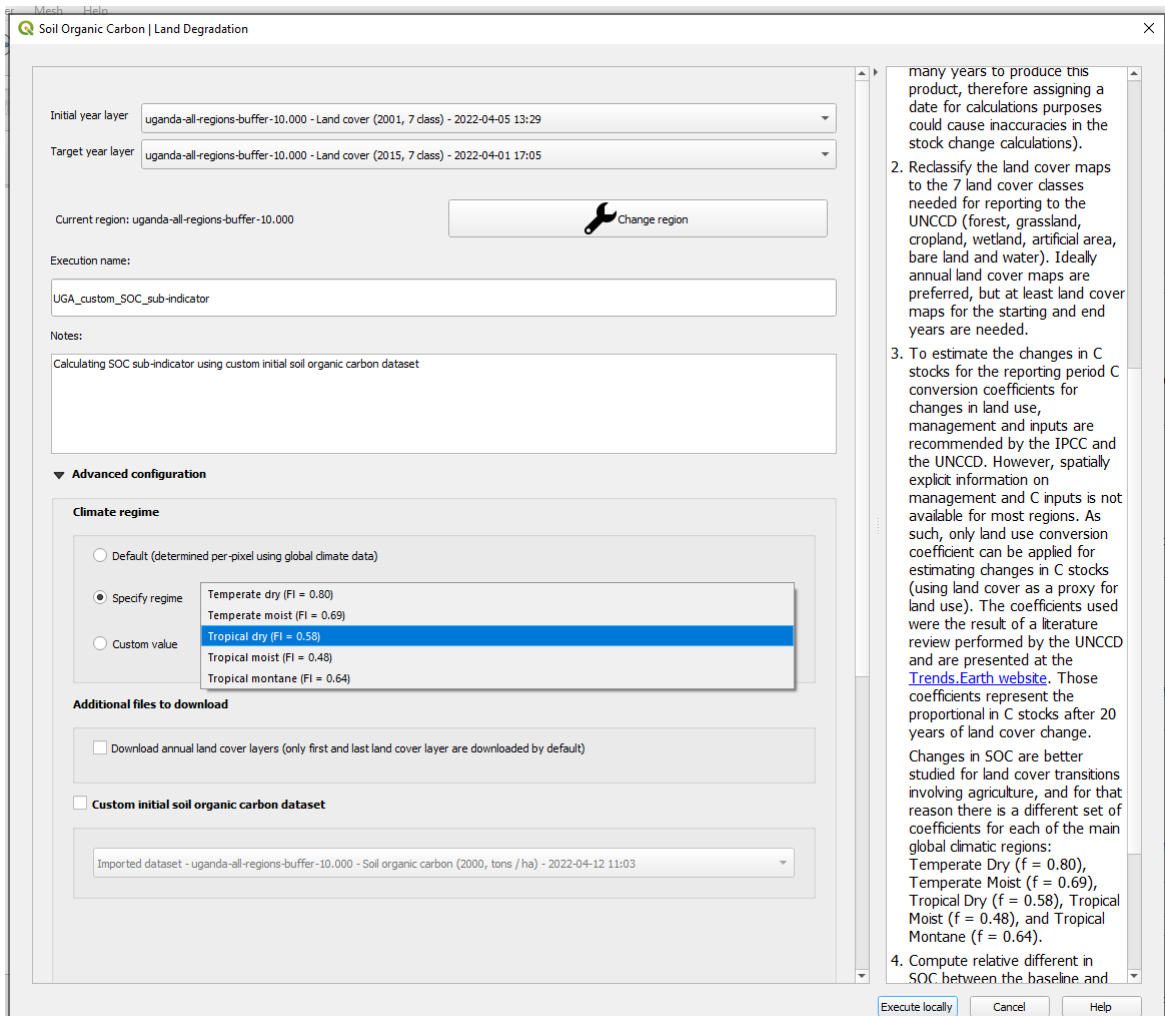 Mesh Help
Soil Organic Carbon | Land Degradation
Initial year layer
uganda-all-regions-buffer-10.000 - Land cover (2001, 7 class) - 2022-04-05 13:29
Target year layer
uganda-all-regions-buffer-10.000 - Land cover (2015, 7 class) - 2022-04-01 17:05
Current region: uganda-all-regions-buffer-10.000
Change region
Execution name:
UGA_custom_SOC_sub-indicator
Notes:
Calculating SOC sub-indicator using custom initial soil organic carbon dataset
Advanced configuration
Climate regime
Default (determined per-pixel using global climate data)
Specify regime
Temperate dry (Fl = 0.80)
Temperate moist (Fl = 0.69)
Tropical dry (Fl = 0.58)
Tropical moist (Fl = 0.48)
Tropical montane (Fl = 0.64)
Custom value
Additional files to download
Download annual land cover layers (only first and last land cover layer are downloaded by default)
Custom initial soil organic carbon dataset
Imported dataset - uganda-all-regions-buffer-10.000 - Soil organic carbon (2000, tons / ha) - 2022-04-12 11:03
many years to produce this
product, therefore assigning a
date for calculations purposes
could cause inaccuracies in the
stock change calculations).
2. Reclassify the land cover maps
to the 7 land cover classes
needed for reporting to the
UNCCD (forest, grassland,
cropland, wetland, artificial area,
bare land and water). Ideally
annual land cover maps are
preferred, but at least land cover
maps for the starting and end
years are needed.
3. To estimate the changes in C
stocks for the reporting period C
conversion coefficients for
changes in land use,
management and inputs are
recommended by the IPCC and
the UNCCD. However, spatially
explicit information on
management and C inputs is not
available for most regions. As
such, only land use conversion
coefficient can be applied for
estimating changes in C stocks
(using land cover as a proxy for
land use). The coefficients used
were the result of a literature
review performed by the UNCCD
and are presented at the
Trends.Earth website. Those
coefficients represent the
proportional in C stocks after 20
years of land cover change.
Changes in SOC are better
studied for land cover transitions
involving agriculture, and for that
reason there is a different set of
coefficients for each of the main
global climatic regions:
Temperate Dry (f = 0.80),
Temperate Moist (f = 0.69),
Tropical Dry (f = 0.58), Tropical
Moist (f = 0.48), and Tropical
Montane (f = 0.64).
4. Compute relative different in
SOC between the baseline and
Execute locally
Cancel
Help